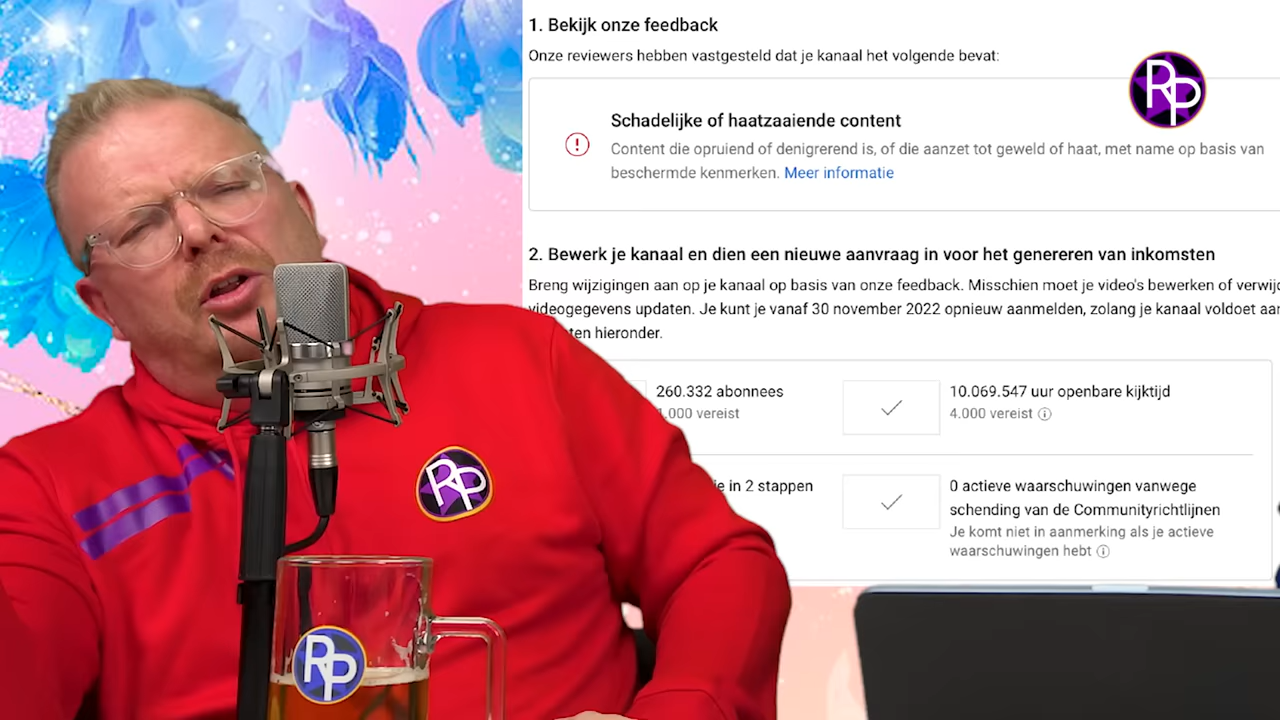 1. Bekijk onze feedback
Onze reviewers hebben vastgesteld dat je kanaal het volgende bevat:
RP
Schadelijke of haatzaaiende content
Content die opruiend of denigrerend is, of die aanzet tot geweld of haat, met name op basis van
beschermde kenmerken. Meer informatie
2. Bewerk je kanaal en dien een nieuwe aanvraag in voor het genereren van inkomsten
Breng wijzigingen aan op je kanaal op basis van onze feedback. Misschien moet je video's bewerken of
videogegevens updaten. Je kunt je vanaf 30 november 2022 opnieuw aanmelden, zolang je kanaal voldoet
hieronder.
260.332 abonnees
1.000 vereist
10.069.547 uur openbare kijktijd
4.000 vereist
in 2 stappen
0 actieve waarschuwingen vanwege
schending van de Communityrichtlijnen
Je komt niet in aanmerking als je actieve
waarschuwingen hebt
RP
RP